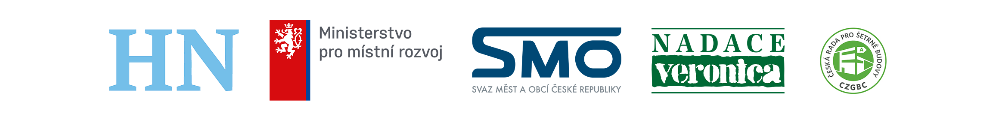 HN
Ministerstvo
pro místní rozvoj
SMO
SVAZ MĚST A OBCÍ ČESKÉ REPUBLIKY
NADACE
veronica
ČESKÁ RADA PRO ŠETRNÉ BUDOVY
A
CZGBC